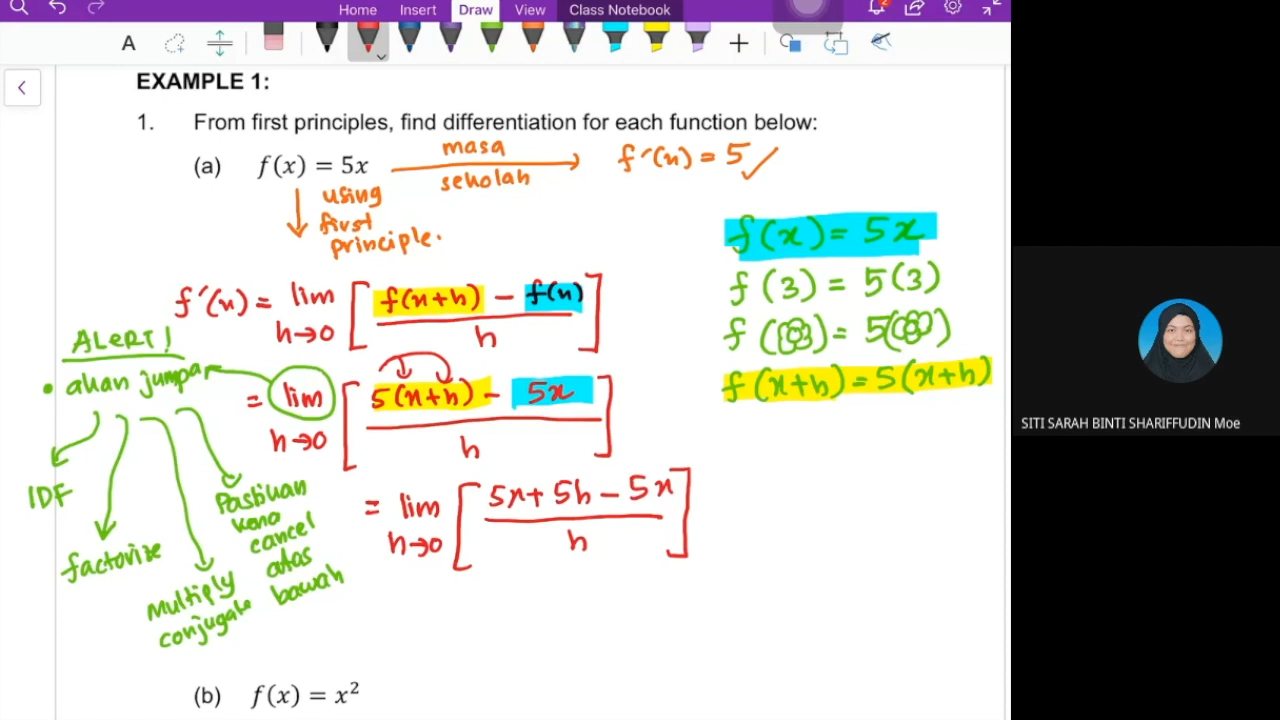 Home Insert Draw View Class Notebook
2
A
EXAMPLE 1:
1. From first principles, find differentiation for each function below:
(a) f(x) = 5x
masa
sekolah
f'(x) = 5 ✓
using
first
principle.
f(x) = 5x
f(3) = 5(3)
f( ) = 5( )
f(x+h) = 5(x+h)
f'(x) = lim h→0 [ f(x+h) − f(x) / h ]
ALERT!
• akan jumpa
= lim h→0 [ 5(x+h) − 5x / h ]
= lim h→0 [ 5x + 5h − 5x / h ]
IDF
factorize
Multiply
conjugate
Pastikan
kena
cancel
atas
bawah
(b) f(x) = x²
SITI SARAH BINTI SHARIFFUDIN Moe